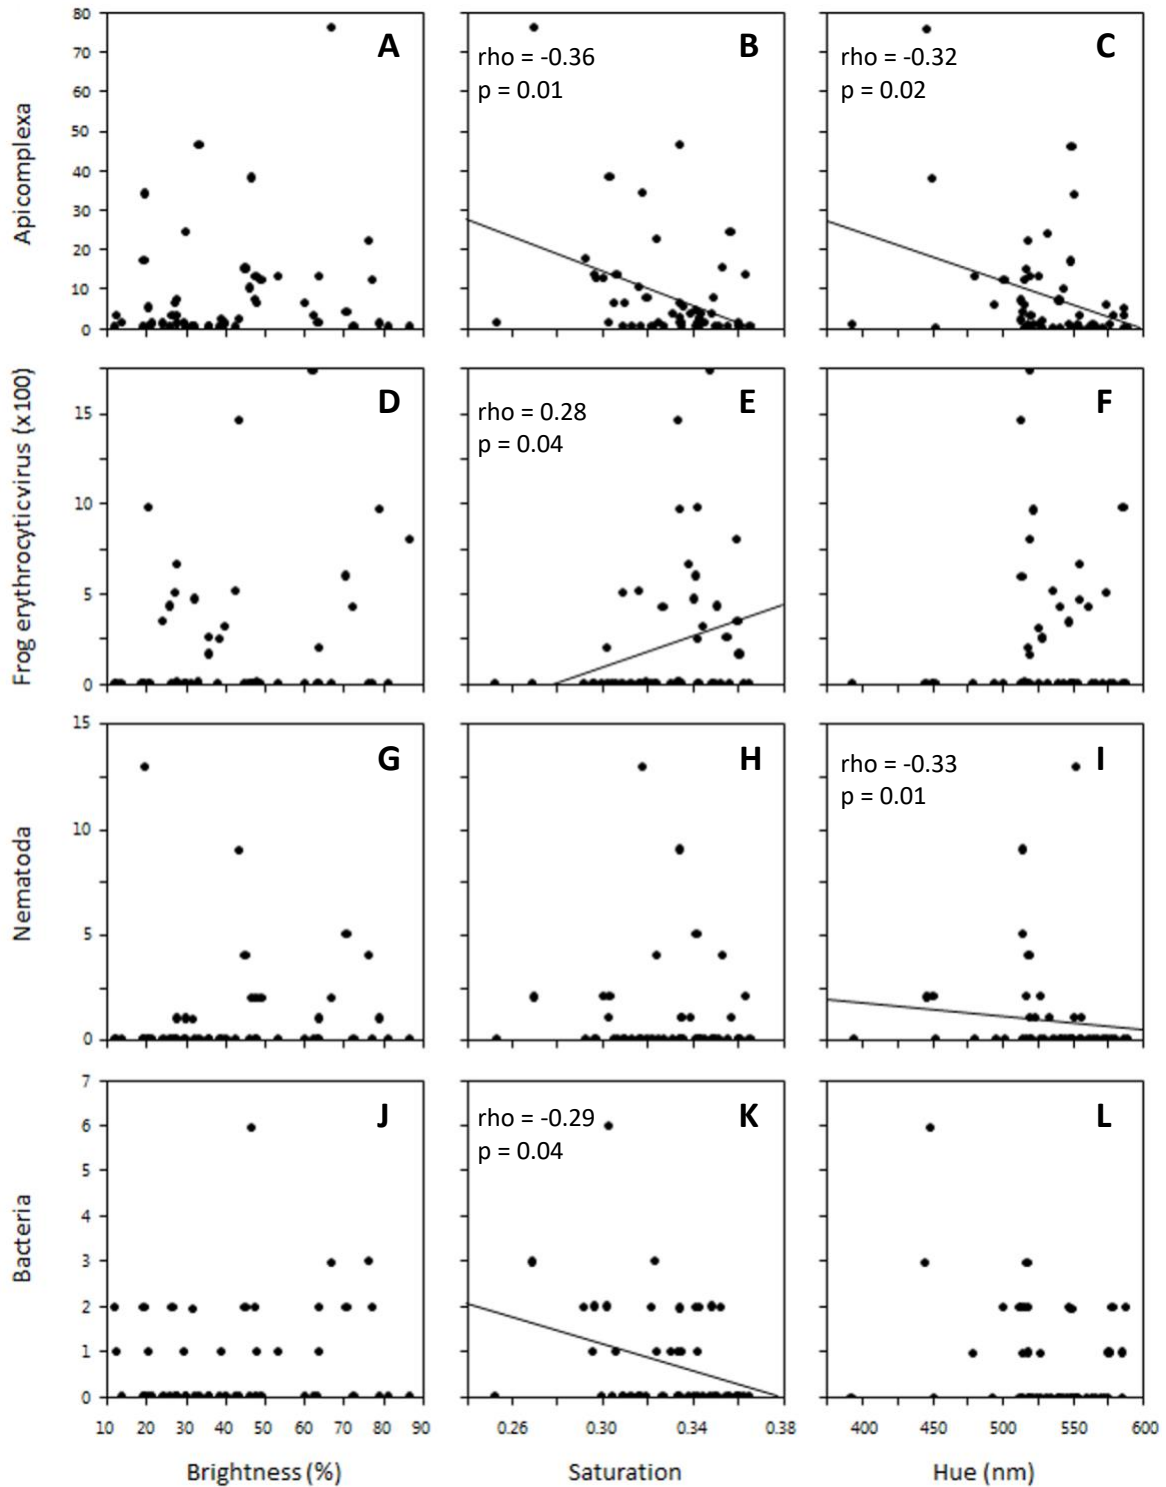 80
70
60
50
40
30
20
10
0
Apicomplexa
A
rho = -0.36
p = 0.01
B
rho = -0.32
p = 0.02
C
15
10
5
0
Frog erythrocyticvirus (x100)
D
rho = 0.28
p = 0.04
E
F
15
10
5
0
Nematoda
G
H
rho = -0.33
p = 0.01
I
7
6
5
4
3
2
1
0
Bacteria
J
rho = -0.29
p = 0.04
K
L
10 20 30 40 50 60 70 80 90
0.26 0.30 0.34 0.38
400 450 500 550 600
Brightness (%)
Saturation
Hue (nm)